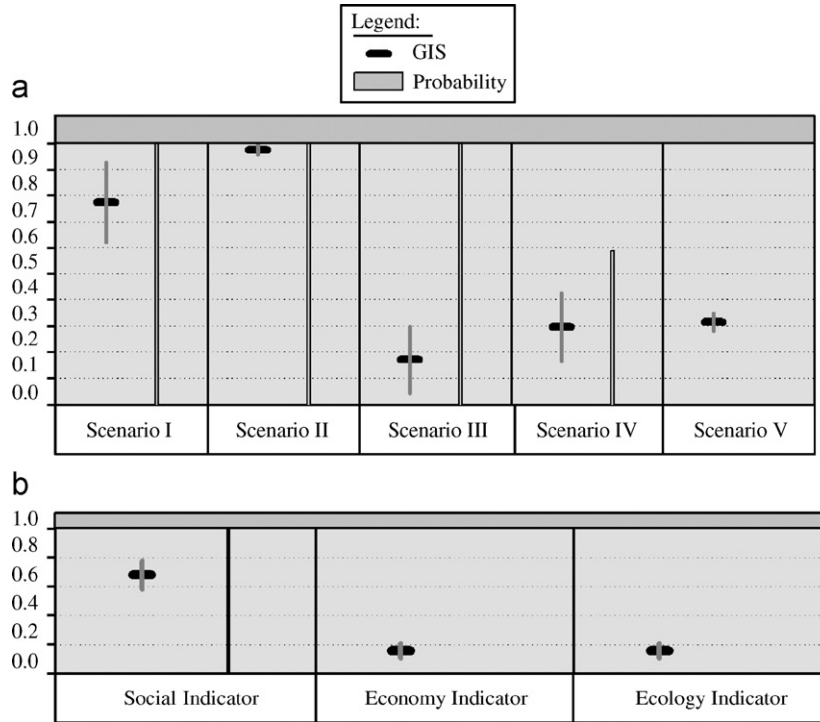 Legend:
GIS
Probability
a
1.0
0.9
0.8
0.7
0.6
0.5
0.4
0.3
0.2
0.1
0.0
Scenario I
Scenario II
Scenario III
Scenario IV
Scenario V
b
1.0
0.8
0.6
0.4
0.2
0.0
Social Indicator
Economy Indicator
Ecology Indicator